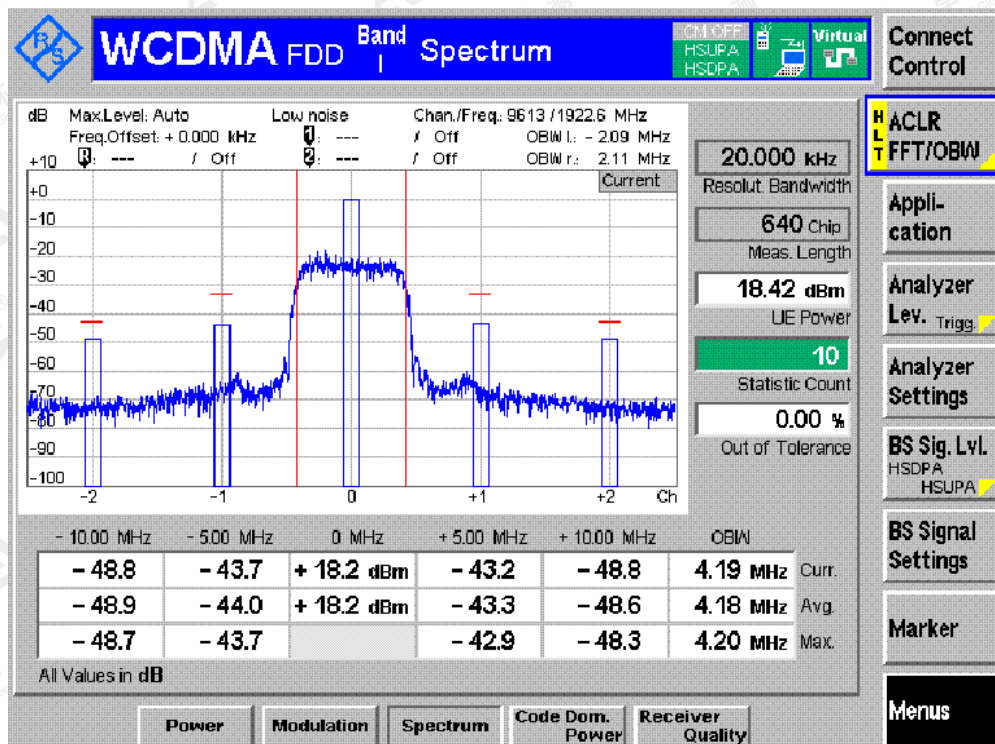 R&S
WCDMA FDD Band I Spectrum
CM OFF
HSUPA
HSDPA
Virtual
Connect Control
dB Max.Level: Auto Low noise Chan./Freq.: 9613 / 1922.6 MHz
Freq.Offset: + 0.000 kHz 1: --- / Off OBW l.: - 2.09 MHz
R: --- / Off 2: --- / Off OBW r.: 2.11 MHz
Current
+10
+0
-10
-20
-30
-40
-50
-60
-70
-80
-90
-100
-2 -1 0 +1 +2 Ch
20.000 kHz
Resolut. Bandwidth
640 Chip
Meas. Length
18.42 dBm
UE Power
10
Statistic Count
0.00 %
Out of Tolerance
- 10.00 MHz - 5.00 MHz 0 MHz + 5.00 MHz + 10.00 MHz OBW
- 48.8 - 43.7 + 18.2 dBm - 43.2 - 48.8 4.19 MHz Curr.
- 48.9 - 44.0 + 18.2 dBm - 43.3 - 48.6 4.18 MHz Avg.
- 48.7 - 43.7 - 42.9 - 48.3 4.20 MHz Max.
All Values in dB
HLT
ACLR
FFT/OBW
Appli-
cation
Analyzer
Lev. Trigg.
Analyzer
Settings
BS Sig. Lvl.
HSDPA
HSUPA
BS Signal
Settings
Marker
Menus
Power
Modulation
Spectrum
Code Dom.
Power
Receiver
Quality